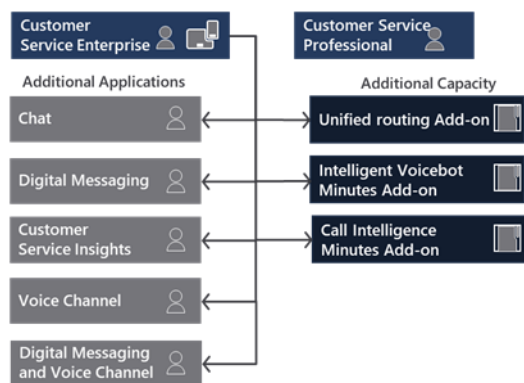 Customer
Service Enterprise
Customer Service
Professional
Additional Applications
Additional Capacity
Chat
Unified routing Add-on
Digital Messaging
Intelligent Voicebot
Minutes Add-on
Customer
Service Insights
Call Intelligence
Minutes Add-on
Voice Channel
Digital Messaging
and Voice Channel